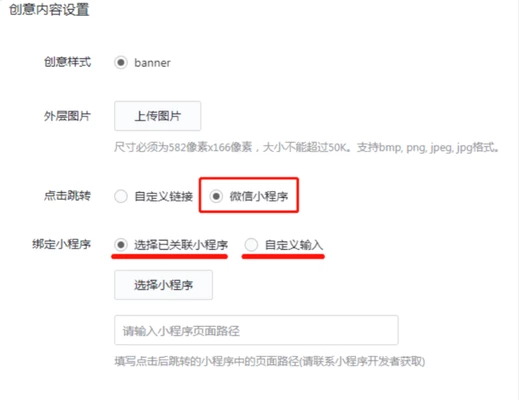 创意内容设置
创意样式 banner
外层图片 上传图片
尺寸必须为582像素x166像素，大小不能超过50K。支持bmp, png, jpeg, jpg格式。
点击跳转 自定义链接 微信小程序
绑定小程序 选择已关联小程序 自定义输入
选择小程序
请输入小程序页面路径
填写点击后跳转的小程序中的页面路径(请联系小程序开发者获取)